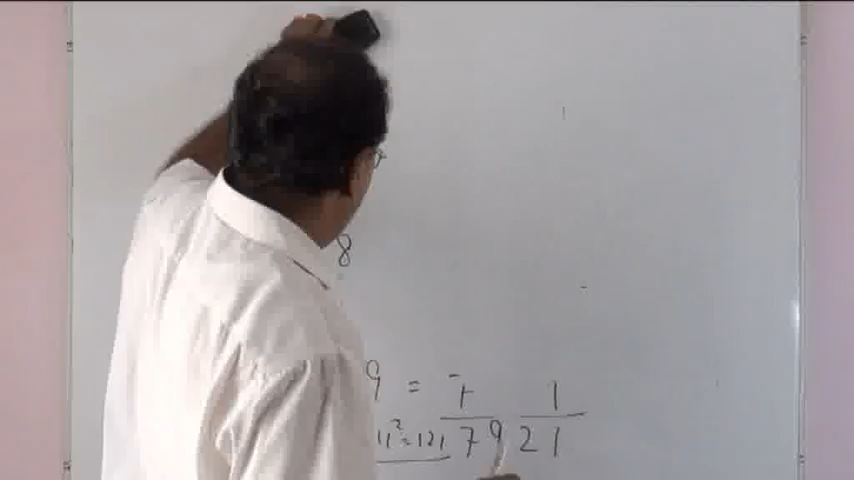 8
9 = 7 1
11² = 121 7 9 2 1